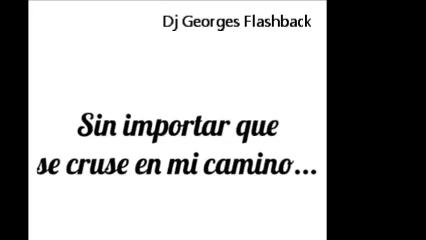 Dj Georges Flashback
Sin importar que
se cruse en mi camino...